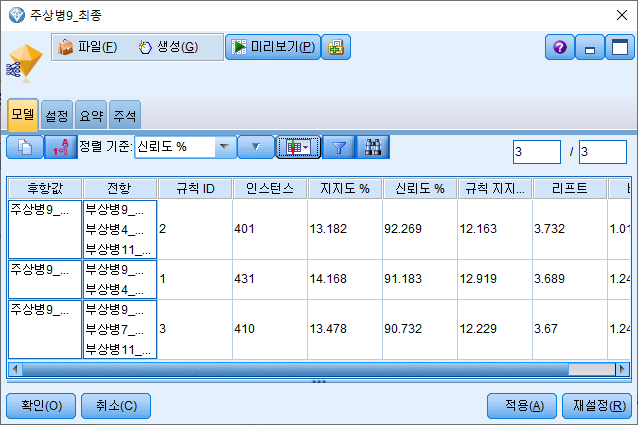 주상병9_최종
파일(F) 생성(G) 미리보기(P)
모델 설정 요약 주석
정렬 기준: 신뢰도 % 3 / 3
후항값 전항 규칙 ID 인스턴스 지지도 % 신뢰도 % 규칙 지지... 리프트
주상병9_... 부상병9_...
부상병4_... 2 401 13.182 92.269 12.163 3.732 1.01
부상병11_...
주상병9_... 부상병9_...
1 431 14.168 91.183 12.919 3.689 1.24
부상병4_...
주상병9_... 부상병9_...
부상병7_... 3 410 13.478 90.732 12.229 3.67 1.24
부상병11_...
확인(O) 취소(C) 적용(A) 재설정(R)